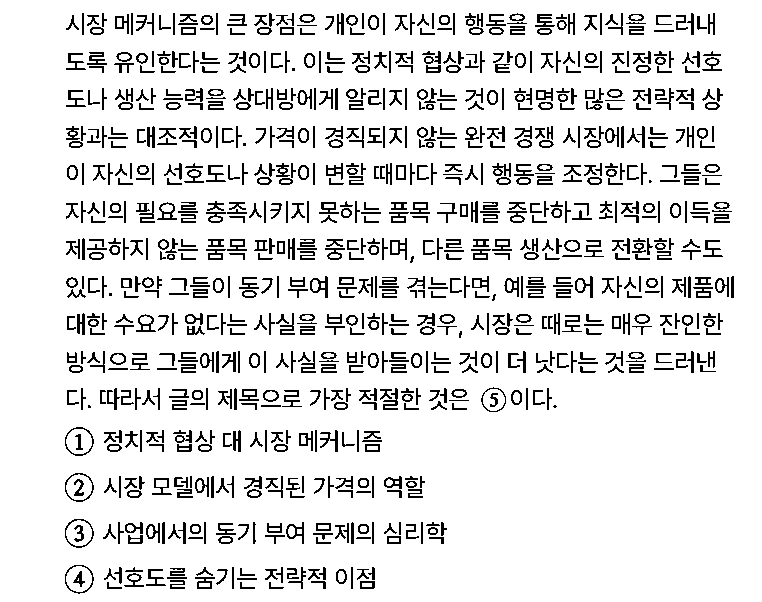 시장 메커니즘의 큰 장점은 개인이 자신의 행동을 통해 지식을 드러내
도록 유인한다는 것이다. 이는 정치적 협상과 같이 자신의 진정한 선호
도나 생산 능력을 상대방에게 알리지 않는 것이 현명한 많은 전략적 상
황과는 대조적이다. 가격이 경직되지 않는 완전 경쟁 시장에서는 개인
이 자신의 선호도나 상황이 변할 때마다 즉시 행동을 조정한다. 그들은
자신의 필요를 충족시키지 못하는 품목 구매를 중단하고 최적의 이득을
제공하지 않는 품목 판매를 중단하며, 다른 품목 생산으로 전환할 수도
있다. 만약 그들이 동기 부여 문제를 겪는다면, 예를 들어 자신의 제품에
대한 수요가 없다는 사실을 부인하는 경우, 시장은 때로는 매우 잔인한
방식으로 그들에게 이 사실을 받아들이는 것이 더 낫다는 것을 드러낸
다. 따라서 글의 제목으로 가장 적절한 것은 ⑤이다.
① 정치적 협상 대 시장 메커니즘
② 시장 모델에서 경직된 가격의 역할
③ 사업에서의 동기 부여 문제의 심리학
④ 선호도를 숨기는 전략적 이점